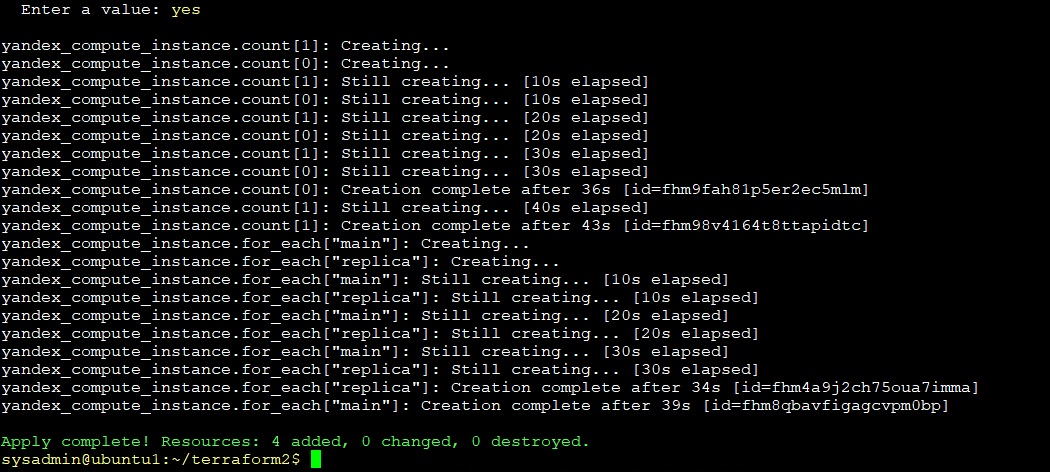 Enter a value: yes
yandex_compute_instance.count[1]: Creating...
yandex_compute_instance.count[0]: Creating...
yandex_compute_instance.count[1]: Still creating... [10s elapsed]
yandex_compute_instance.count[0]: Still creating... [10s elapsed]
yandex_compute_instance.count[1]: Still creating... [20s elapsed]
yandex_compute_instance.count[0]: Still creating... [20s elapsed]
yandex_compute_instance.count[1]: Still creating... [30s elapsed]
yandex_compute_instance.count[0]: Still creating... [30s elapsed]
yandex_compute_instance.count[0]: Creation complete after 36s [id=fhm9fah81p5er2ec5mlm]
yandex_compute_instance.count[1]: Still creating... [40s elapsed]
yandex_compute_instance.count[1]: Creation complete after 43s [id=fhm98v4164t8ttapidtc]
yandex_compute_instance.for_each["main"]: Creating...
yandex_compute_instance.for_each["replica"]: Creating...
yandex_compute_instance.for_each["main"]: Still creating... [10s elapsed]
yandex_compute_instance.for_each["replica"]: Still creating... [10s elapsed]
yandex_compute_instance.for_each["main"]: Still creating... [20s elapsed]
yandex_compute_instance.for_each["replica"]: Still creating... [20s elapsed]
yandex_compute_instance.for_each["main"]: Still creating... [30s elapsed]
yandex_compute_instance.for_each["replica"]: Still creating... [30s elapsed]
yandex_compute_instance.for_each["replica"]: Creation complete after 34s [id=fhm4a9j2ch75oua7imma]
yandex_compute_instance.for_each["main"]: Creation complete after 39s [id=fhm8qbavfigagcvpm0bp]
Apply complete! Resources: 4 added, 0 changed, 0 destroyed.
sysadmin@ubuntu1:~/terraform2$